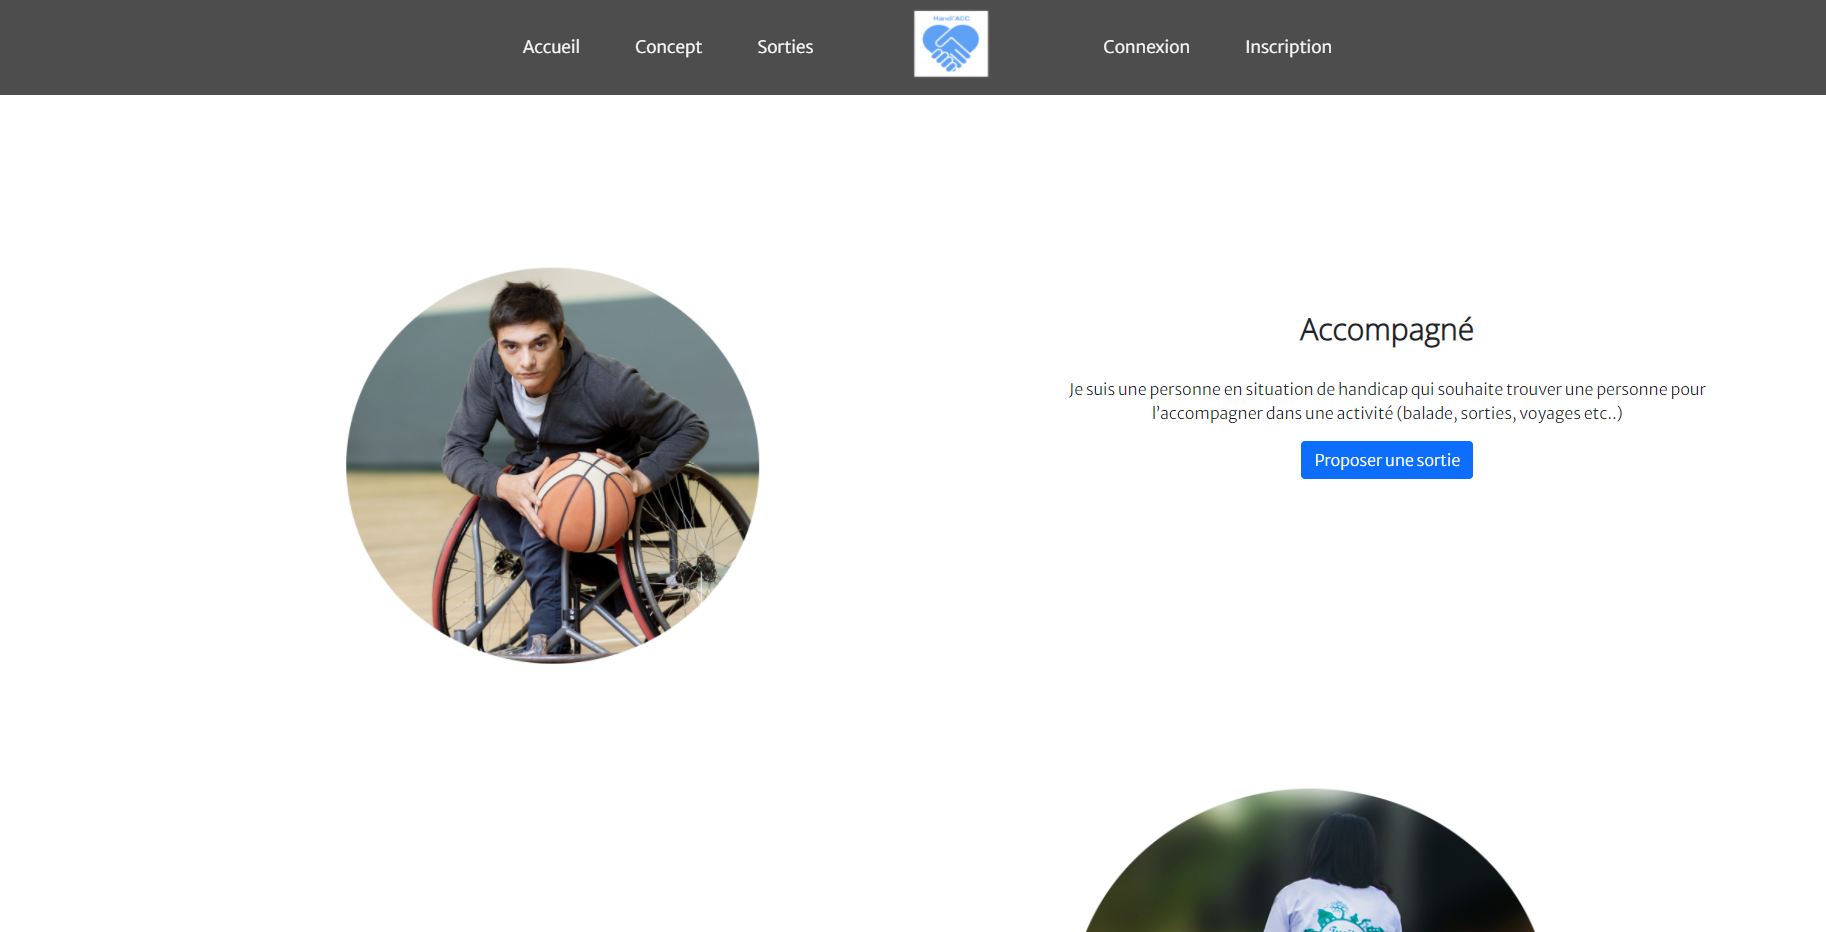 Accueil
Concept
Sorties
Handi'ACC
Connexion
Inscription
Accompagné
Je suis une personne en situation de handicap qui souhaite trouver une personne pour
l’accompagner dans une activité (balade, sorties, voyages etc..)
Proposer une sortie